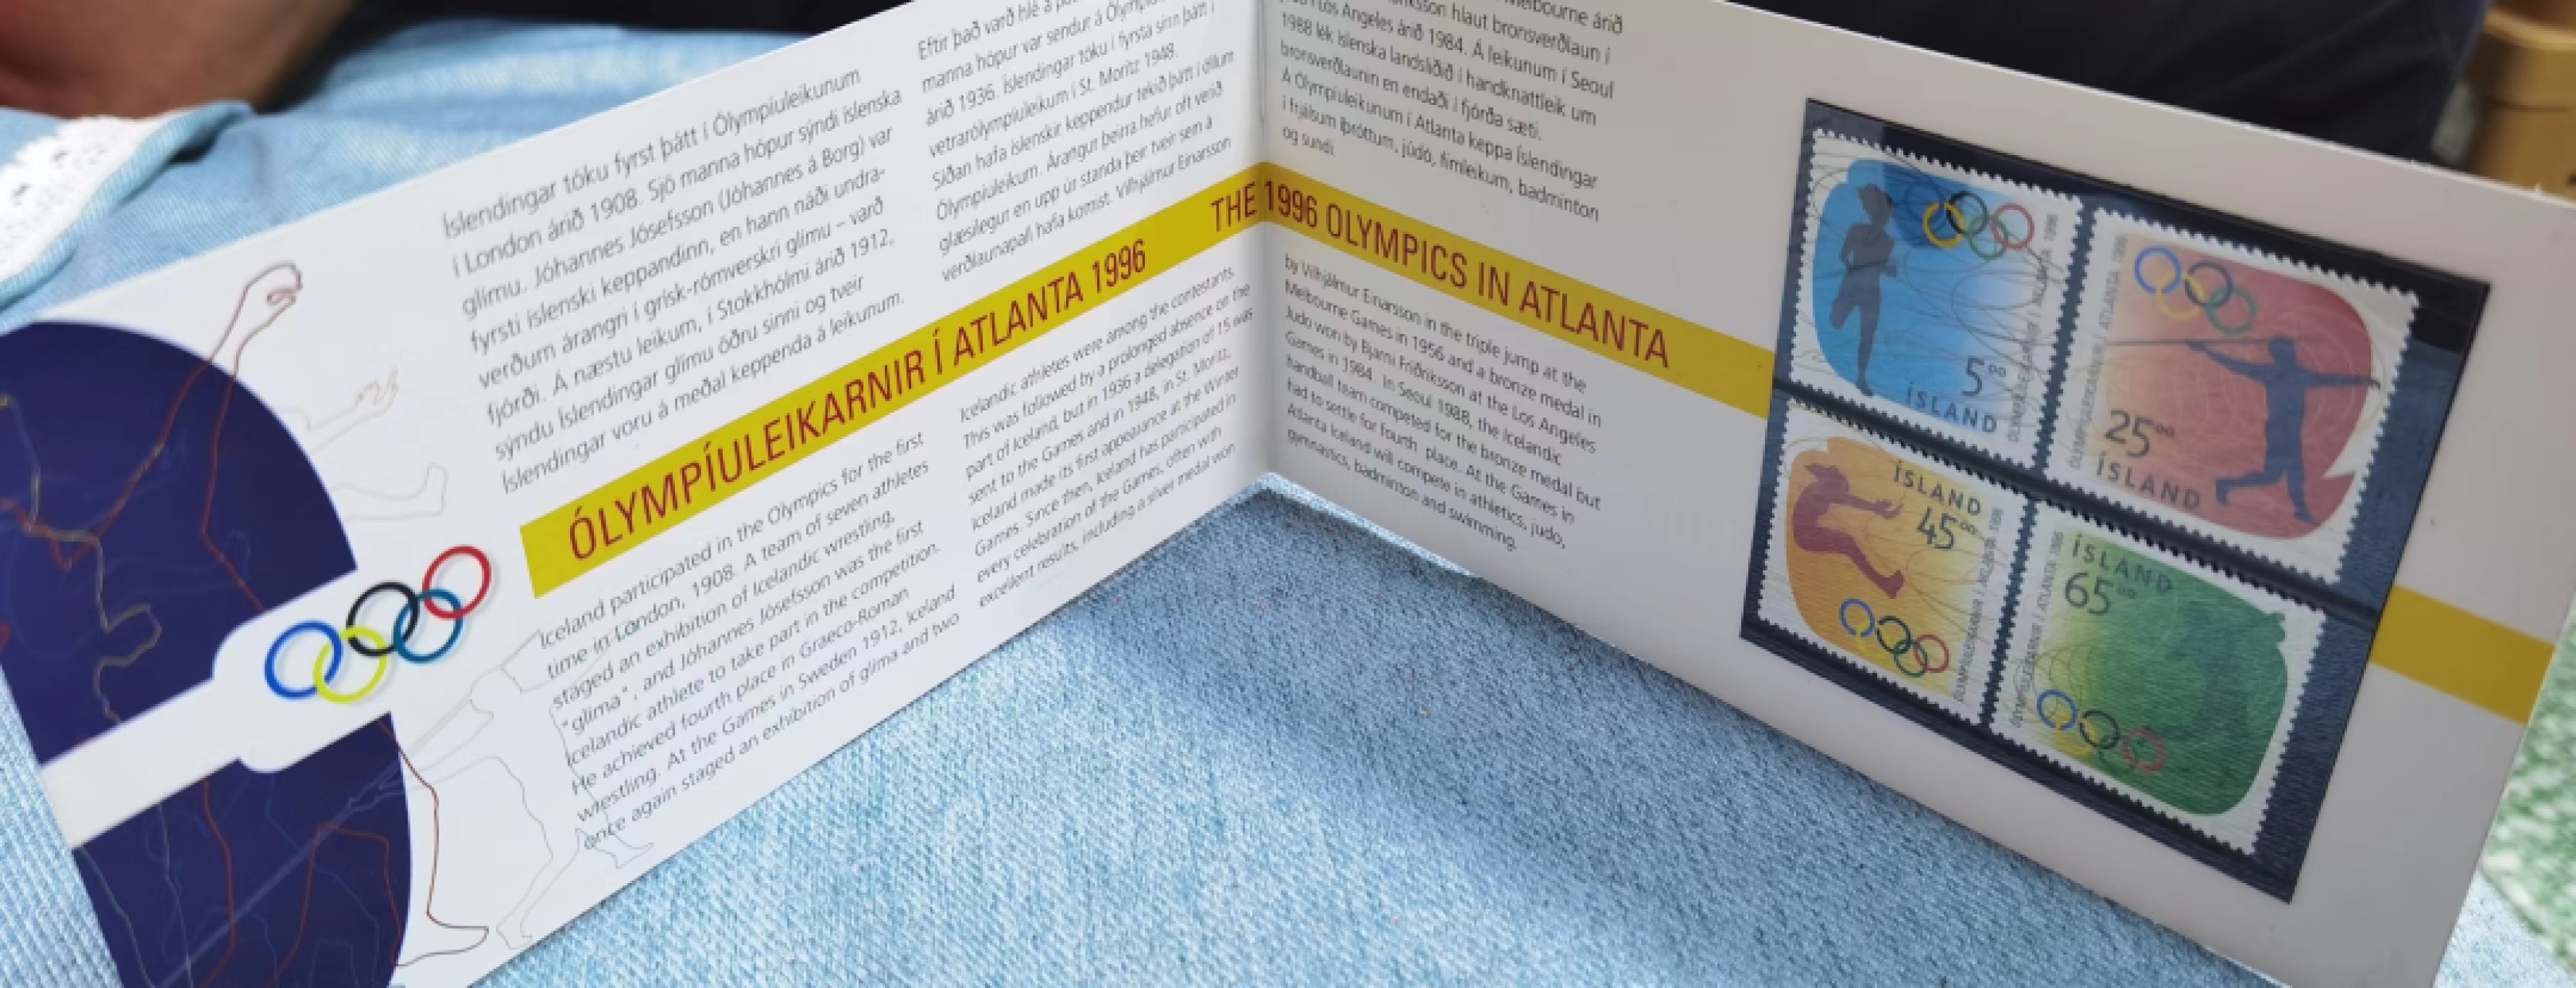 Íslendingar tóku fyrst þátt í Ólympíuleikunum
í London árið 1908. Sjö manna hópur sýndi íslenska
glímu. Jóhannes Jósefsson (Jóhannes á Borg) var
fyrsti íslenski keppandinn, en hann náði undra-
verðum árangri í grísk-rómverskri glímu – varð
fjórði. Á næstu leikum, í Stokkhólmi árið 1912,
sýndu Íslendingar glímu öðru sinni og tveir
Íslendingar voru á meðal keppenda á leikunum.
Eftir það varð hlé á
manna hópur var sendur á
árið 1936. Íslendingar tóku í fyrsta sinn þátt í
vetrarólympíuleikum í St. Moritz 1948.
Síðan hafa íslenskir keppendur tekið þátt í öllum
Ólympíuleikum. Árangur þeirra hefur oft verið
glæsilegur en upp úr standa þeir tveir sem á
verðlaunapall hafa komist. Vilhjálmur Einarsson
Melbourne árið
hlaut bronsverðlaun í
Los Angeles árið 1984. Á leikunum í Seoul
1988 lék íslenska landsliðið í handknattleik um
bronsverðlaunin en endaði í fjórða sæti.
Á Ólympíuleikunum í Atlanta keppa Íslendingar
í frjálsum íþróttum, júdó, fimleikum, badminton
og sundi.
ÓLYMPÍULEIKARNIR Í ATLANTA 1996
THE 1996 OLYMPICS IN ATLANTA
Iceland participated in the Olympics for the first
time in London, 1908. A team of seven athletes
staged an exhibition of Icelandic wrestling,
"glíma", and Jóhannes Jósefsson was the first
Icelandic athlete to take part in the competition.
He achieved fourth place in Graeco-Roman
wrestling. At the Games in Sweden 1912, Iceland
once again staged an exhibition of glíma and two
Icelandic athletes were among the contestants.
This was followed by a prolonged absence on the
part of Iceland, but in 1936 a delegation of 15 was
sent to the Games and in 1948, in St. Moritz,
Iceland made its first appearance at the Winter
Games. Since then, Iceland has participated in
every celebration of the Games, often with
excellent results, including a silver medal won
by Vilhjálmur Einarsson in the triple jump at the
Melbourne Games in 1956 and a bronze medal in
Judo won by Bjarni Friðriksson at the Los Angeles
Games in 1984. In Seoul 1988, the Icelandic
handball team competed for the bronze medal but
had to settle for fourth place. At the Games in
Atlanta Iceland will compete in athletics, judo,
gymnastics, badminton and swimming.
5⁰⁰
ÍSLAND
ÓLYMPÍULEIKARNIR Í ATLANTA 1996
25⁰⁰
ÍSLAND
ÓLYMPÍULEIKARNIR Í ATLANTA 1996
ÍSLAND
45⁰⁰
ÓLYMPÍULEIKARNIR Í ATLANTA 1996
ÍSLAND
65⁰⁰
ÓLYMPÍULEIKARNIR Í ATLANTA 1996